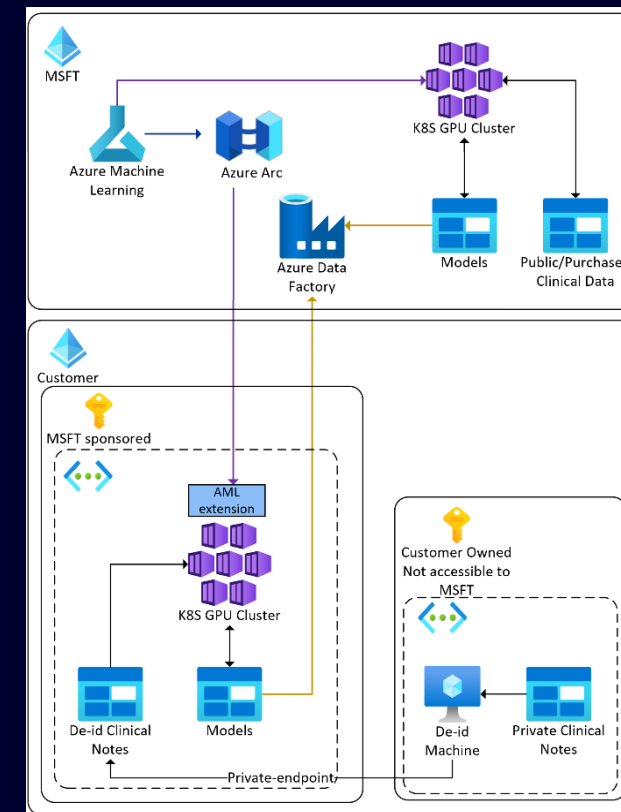 MSFT
K8S GPU Cluster
Azure Machine
Learning
Azure Arc
Azure Data
Factory
Models
Public/Purchase
Clinical Data
Customer
MSFT sponsored
AML
extension
K8S GPU Cluster
De-id Clinical
Notes
Models
Customer Owned
Not accessible to
MSFT
De-id
Machine
Private Clinical
Notes
Private-endpoint